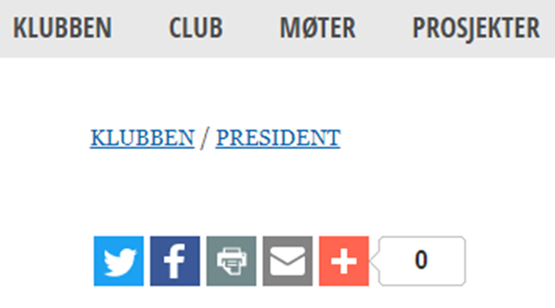 KLUBBEN CLUB MØTER PROSJEKTER
KLUBBEN / PRESIDENT
0